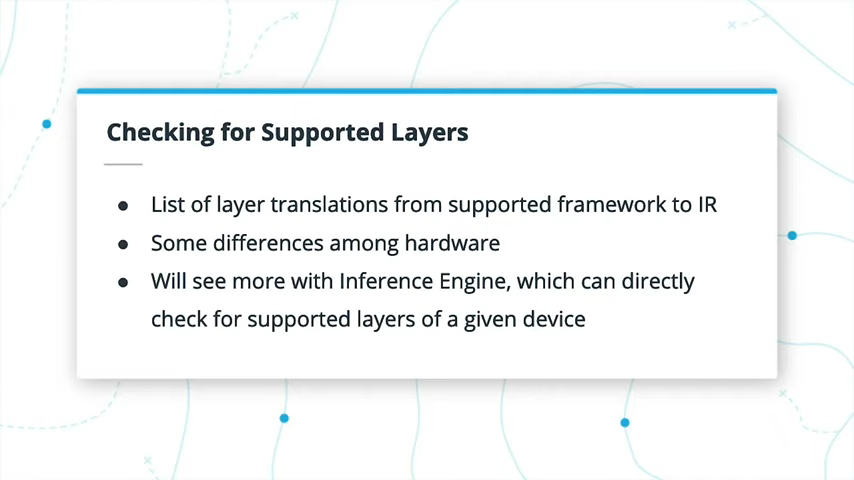 Checking for Supported Layers
● List of layer translations from supported framework to IR
● Some differences among hardware
● Will see more with Inference Engine, which can directly
check for supported layers of a given device